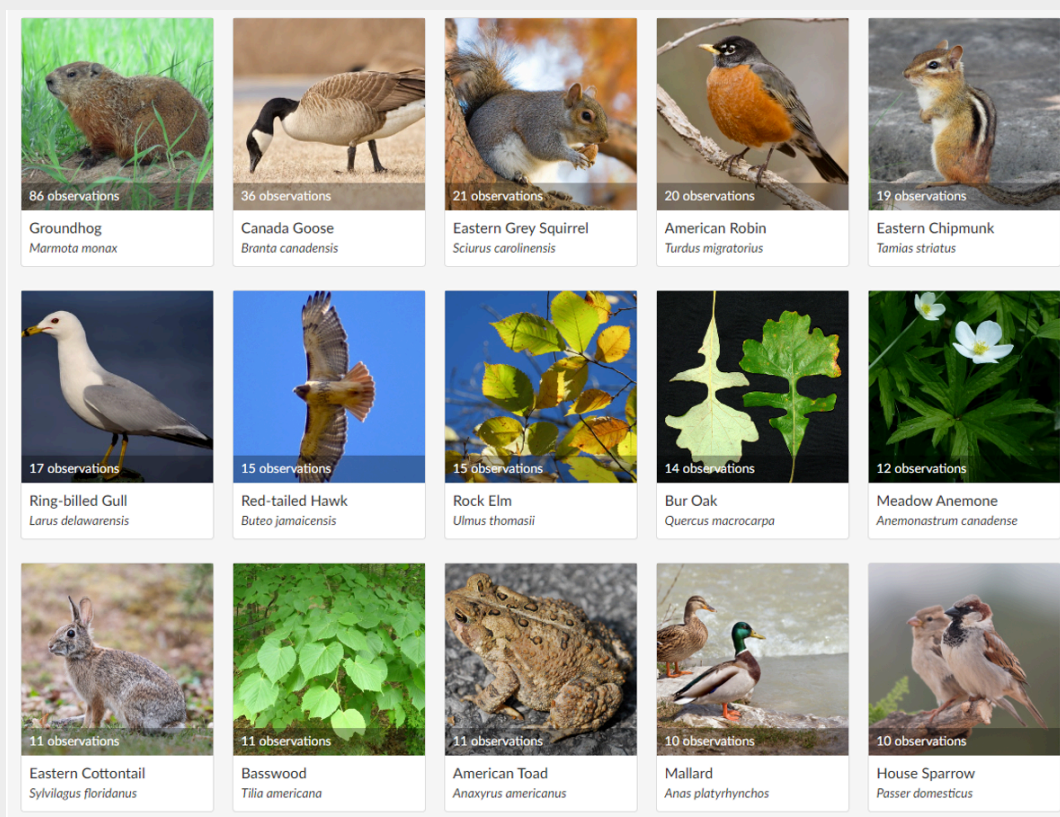 86 observations
Groundhog
Marmota monax
36 observations
Canada Goose
Branta canadensis
21 observations
Eastern Grey Squirrel
Sciurus carolinensis
20 observations
American Robin
Turdus migratorius
19 observations
Eastern Chipmunk
Tamias striatus
17 observations
Ring-billed Gull
Larus delawarensis
15 observations
Red-tailed Hawk
Buteo jamaicensis
15 observations
Rock Elm
Ulmus thomasii
14 observations
Bur Oak
Quercus macrocarpa
12 observations
Meadow Anemone
Anemonastrum canadense
11 observations
Eastern Cottontail
Sylvilagus floridanus
11 observations
Basswood
Tilia americana
11 observations
American Toad
Anaxyrus americanus
10 observations
Mallard
Anas platyrhynchos
10 observations
House Sparrow
Passer domesticus